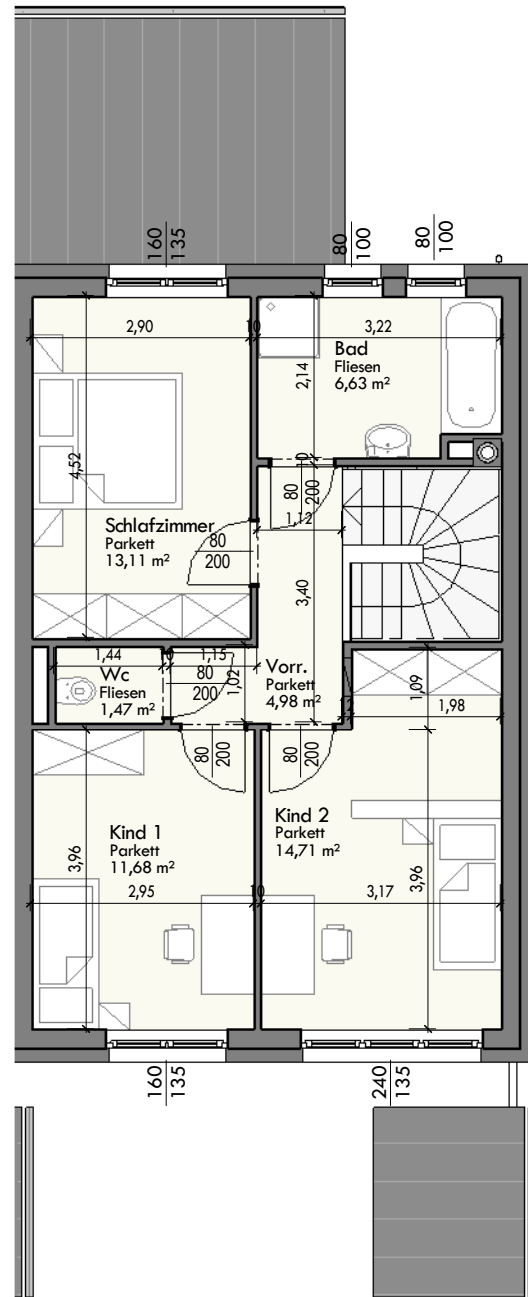 160
135
80
100
80
100
2,90
10
3,22
Bad
Fliesen
6,63 m²
2,14
4,52
10
80
200
1,12
Schlafzimmer
Parkett
13,11 m²
80
200
3,40
1,44
1,15
Wc
Fliesen
1,47 m²
80
200
1,02
Vorr.
Parkett
4,98 m²
1,09
1,98
80
200
80
200
Kind 1
Parkett
11,68 m²
Kind 2
Parkett
14,71 m²
3,96
3,96
2,95
10
3,17
160
135
240
135